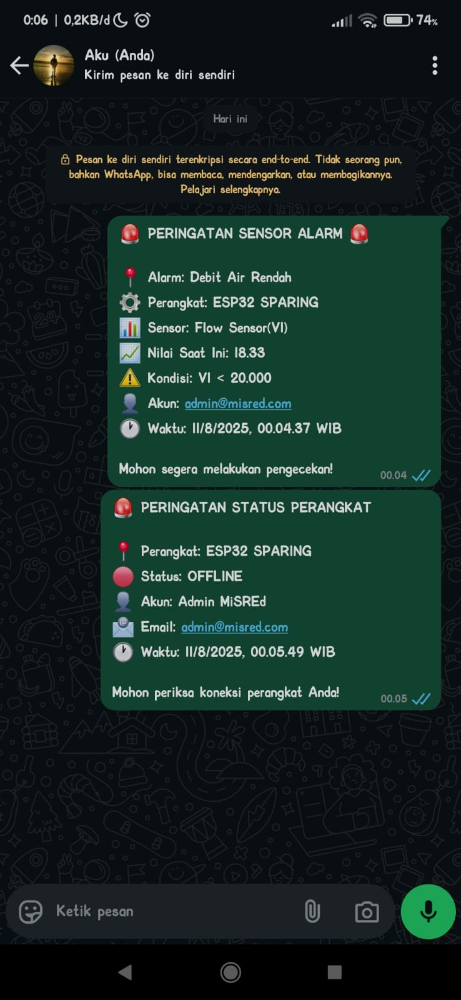 0:06 | 0,2KB/d 74%
Aku (Anda)
Kirim pesan ke diri sendiri
Hari ini
Pesan ke diri sendiri terenkripsi secara end-to-end. Tidak seorang pun,
bahkan WhatsApp, bisa membaca, mendengarkan, atau membagikannya.
Pelajari selengkapnya.
🚨 PERINGATAN SENSOR ALARM 🚨
📍 Alarm: Debit Air Rendah
⚙️ Perangkat: ESP32 SPARING
📊 Sensor: Flow Sensor(V1)
📈 Nilai Saat Ini: 18.33
⚠️ Kondisi: V1 < 20.000
👤 Akun: admin@misred.com
🕐 Waktu: 11/8/2025, 00.04.37 WIB
Mohon segera melakukan pengecekan!
00.04
🚨 PERINGATAN STATUS PERANGKAT
📍 Perangkat: ESP32 SPARING
🔴 Status: OFFLINE
👤 Akun: Admin MiSREd
📧 Email: admin@misred.com
🕐 Waktu: 11/8/2025, 00.05.49 WIB
Mohon periksa koneksi perangkat Anda!
00.05
Ketik pesan